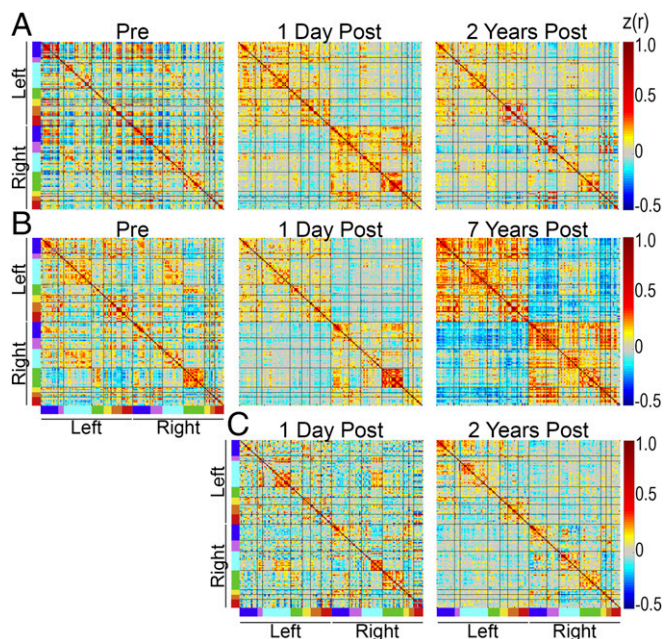 A
Pre
1 Day Post
2 Years Post
z(r)
Left
Right
1.0
0.5
0
-0.5
B
Pre
1 Day Post
7 Years Post
Left
Right
1.0
0.5
0
-0.5
Left
Right
C
1 Day Post
2 Years Post
Left
Right
1.0
0.5
0
-0.5
Left
Right
Left
Right